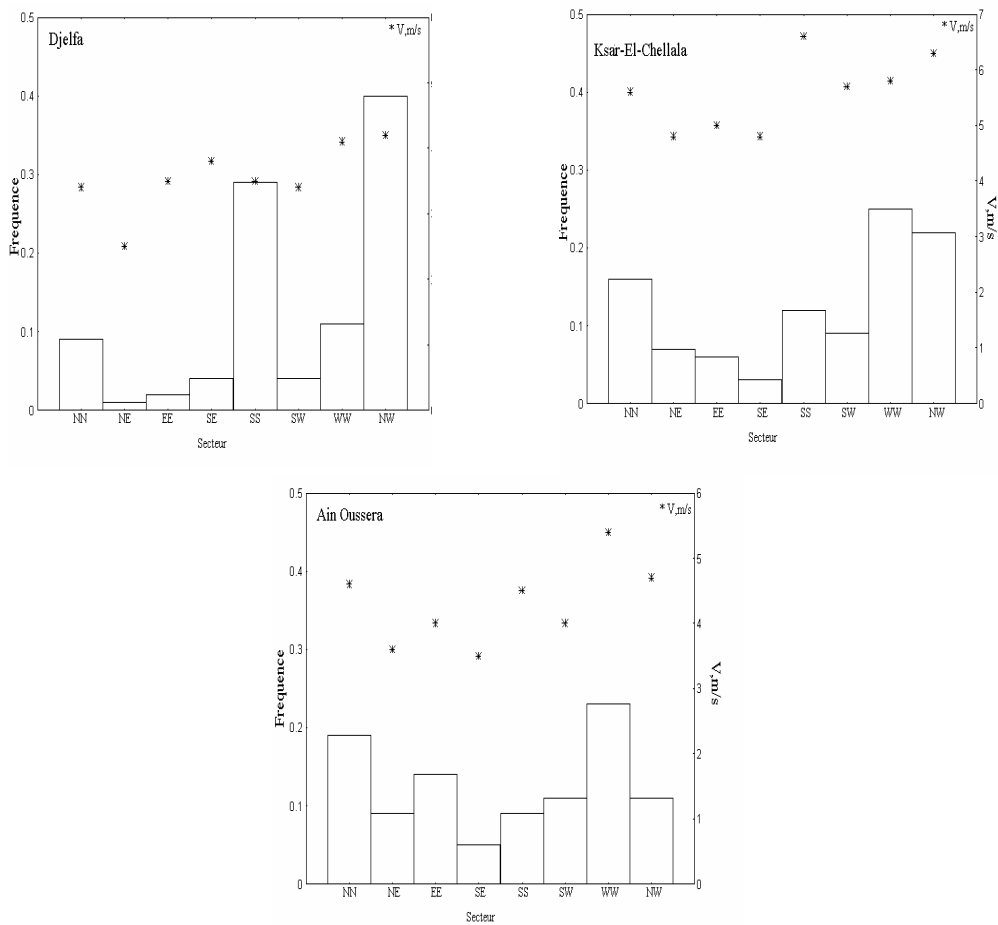 Djelfa
* V,m/s
Frequence
0.5
0.4
0.3
0.2
0.1
0
NN NE EE SE SS SW WW NW
Secteur
Ksar-El-Chellala
* V,m/s
Frequence
0.5
0.4
0.3
0.2
0.1
0
7
6
5
4
3
2
1
0
V,m/s
NN NE EE SE SS SW WW NW
Secteur
Ain Oussera
* V,m/s
Frequence
0.5
0.4
0.3
0.2
0.1
0
6
5
4
3
2
1
0
V,m/s
NN NE EE SE SS SW WW NW
Secteur